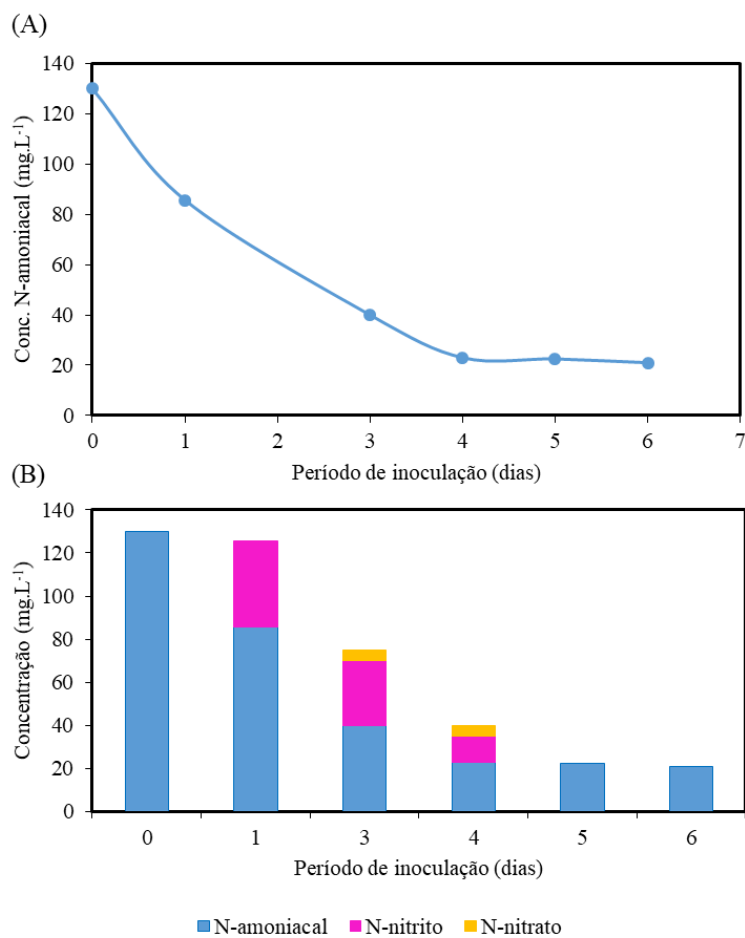 (A)
140
120
100
80
60
40
20
0
Conc. N-amoniacal (mg.L⁻¹)
0 1 2 3 4 5 6 7
Período de inoculação (dias)
(B)
140
120
100
80
60
40
20
0
Concentração (mg.L⁻¹)
0 1 3 4 5 6
Período de inoculação (dias)
N-amoniacal N-nitrito N-nitrato